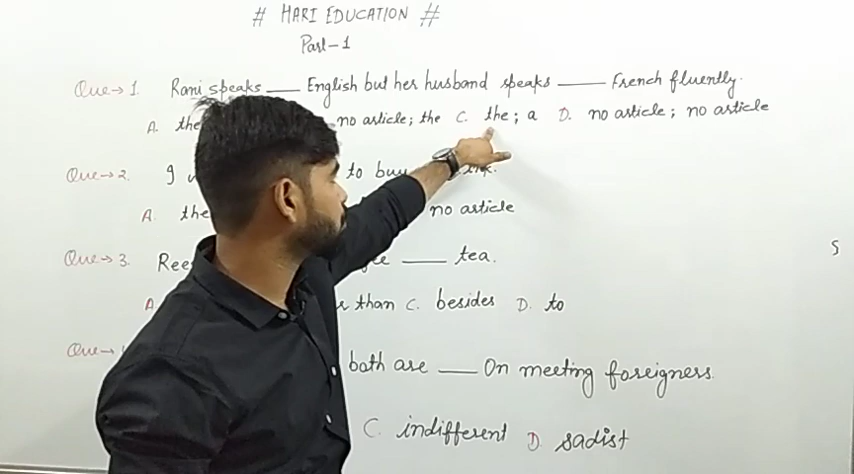 # HARI EDUCATION #
Part-1
Que→1. Rani speaks ___ English but her husband speaks ___ French fluently.
A. the no article; the C. the; a D. no article; no article
Que→2. I to buy
A. the no article
Que→3. ___ tea.
A than C. besides D. to
Que→ both are ___ On meeting foreigness.
C. indifferent D. sadist
S